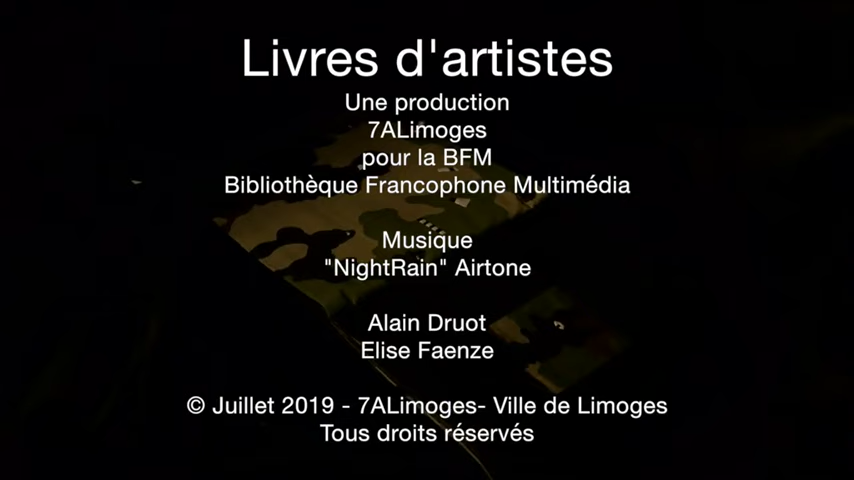 Livres d'artistes
Une production
7ALimoges
pour la BFM
Bibliothèque Francophone Multimédia
Musique
"NightRain" Airtone
Alain Druot
Elise Faenze
© Juillet 2019 - 7ALimoges- Ville de Limoges
Tous droits réservés